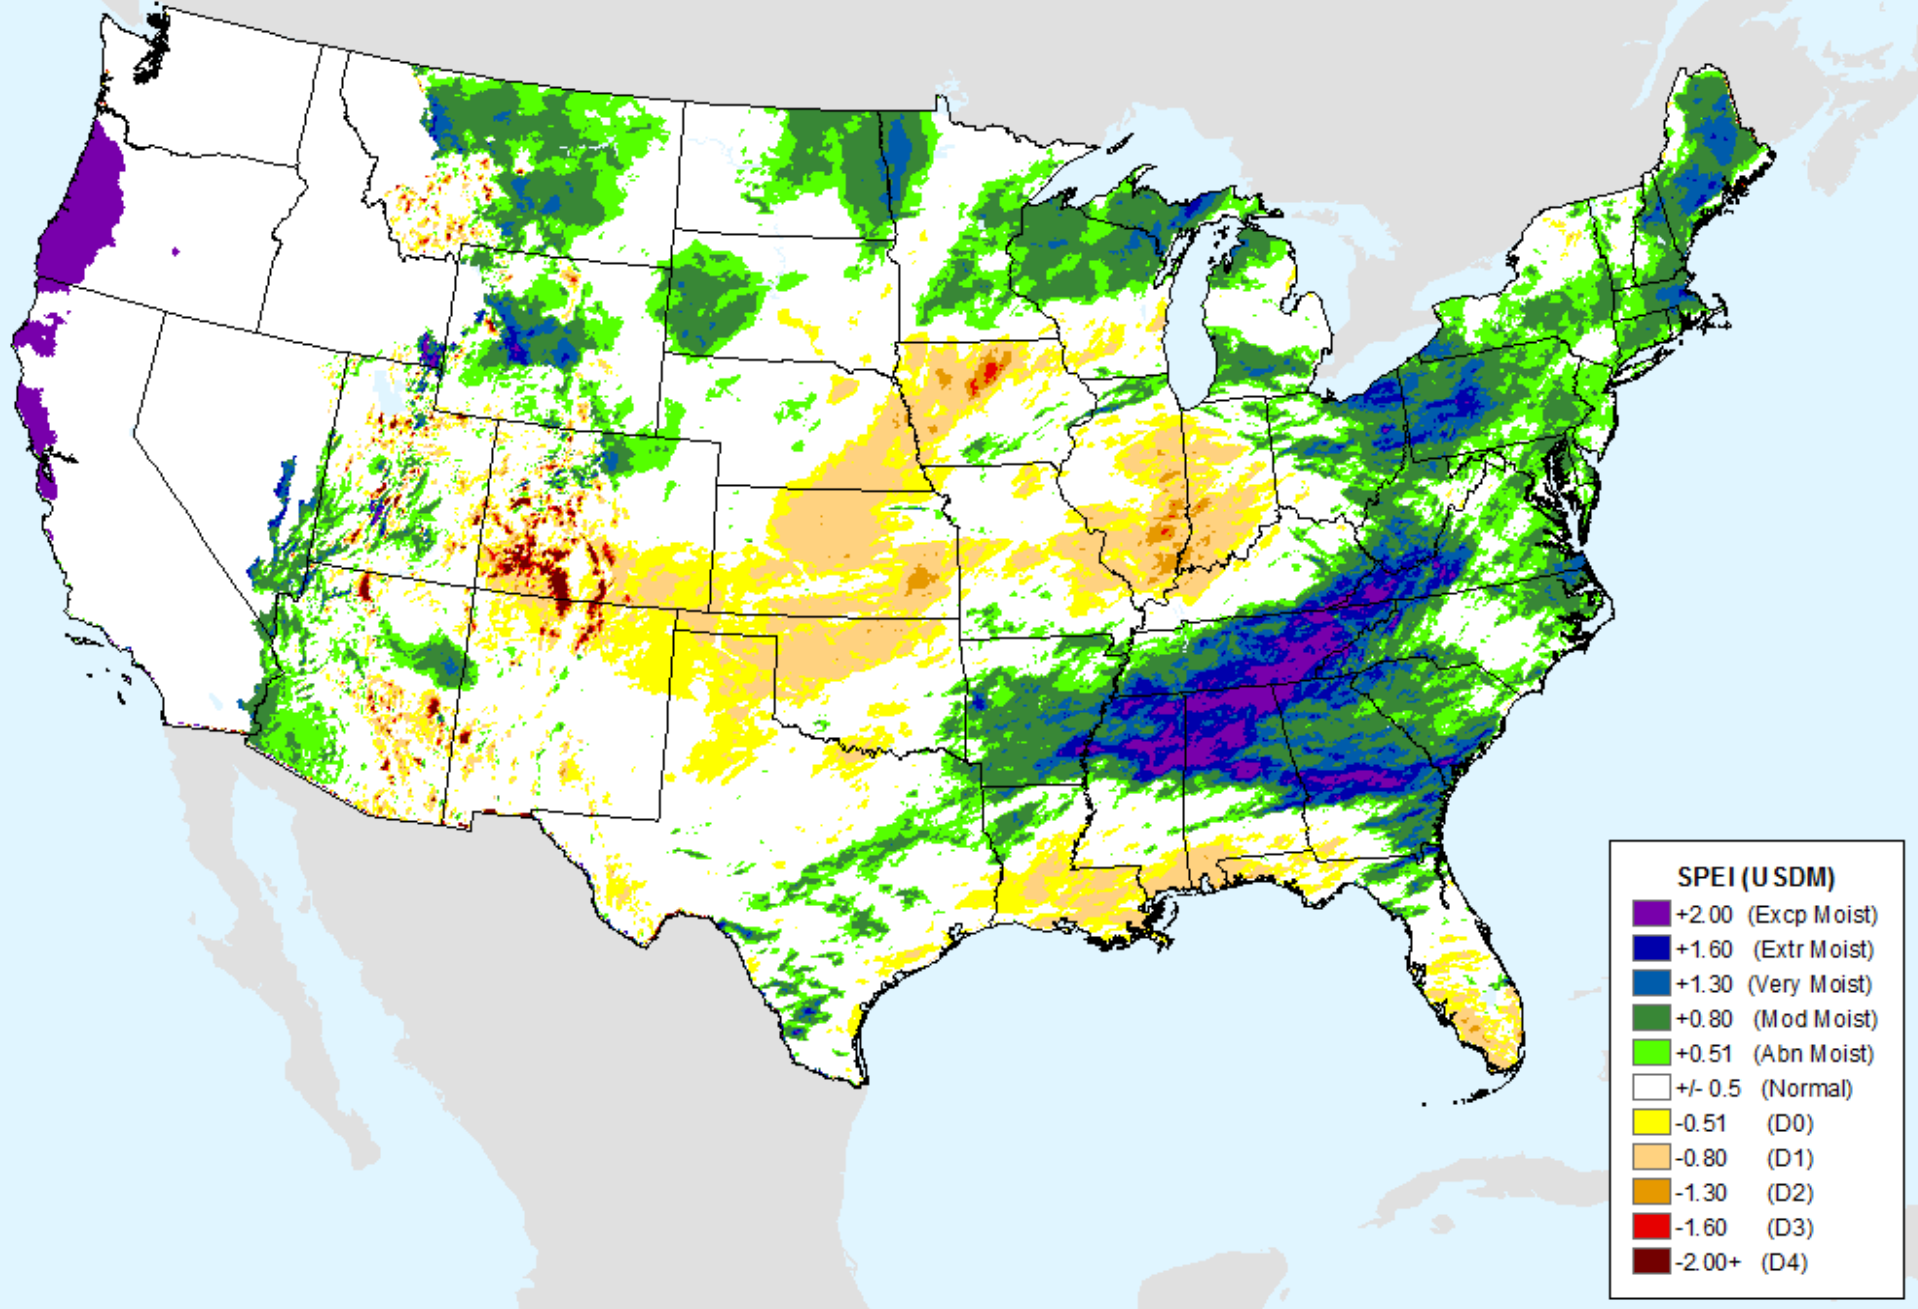 SPEI (USDM)
+2.00 (Excp Moist)
+1.60 (Extr Moist)
+1.30 (Very Moist)
+0.80 (Mod Moist)
+0.51 (Abn Moist)
+/- 0.5 (Normal)
-0.51 (D0)
-0.80 (D1)
-1.30 (D2)
-1.60 (D3)
-2.00+ (D4)